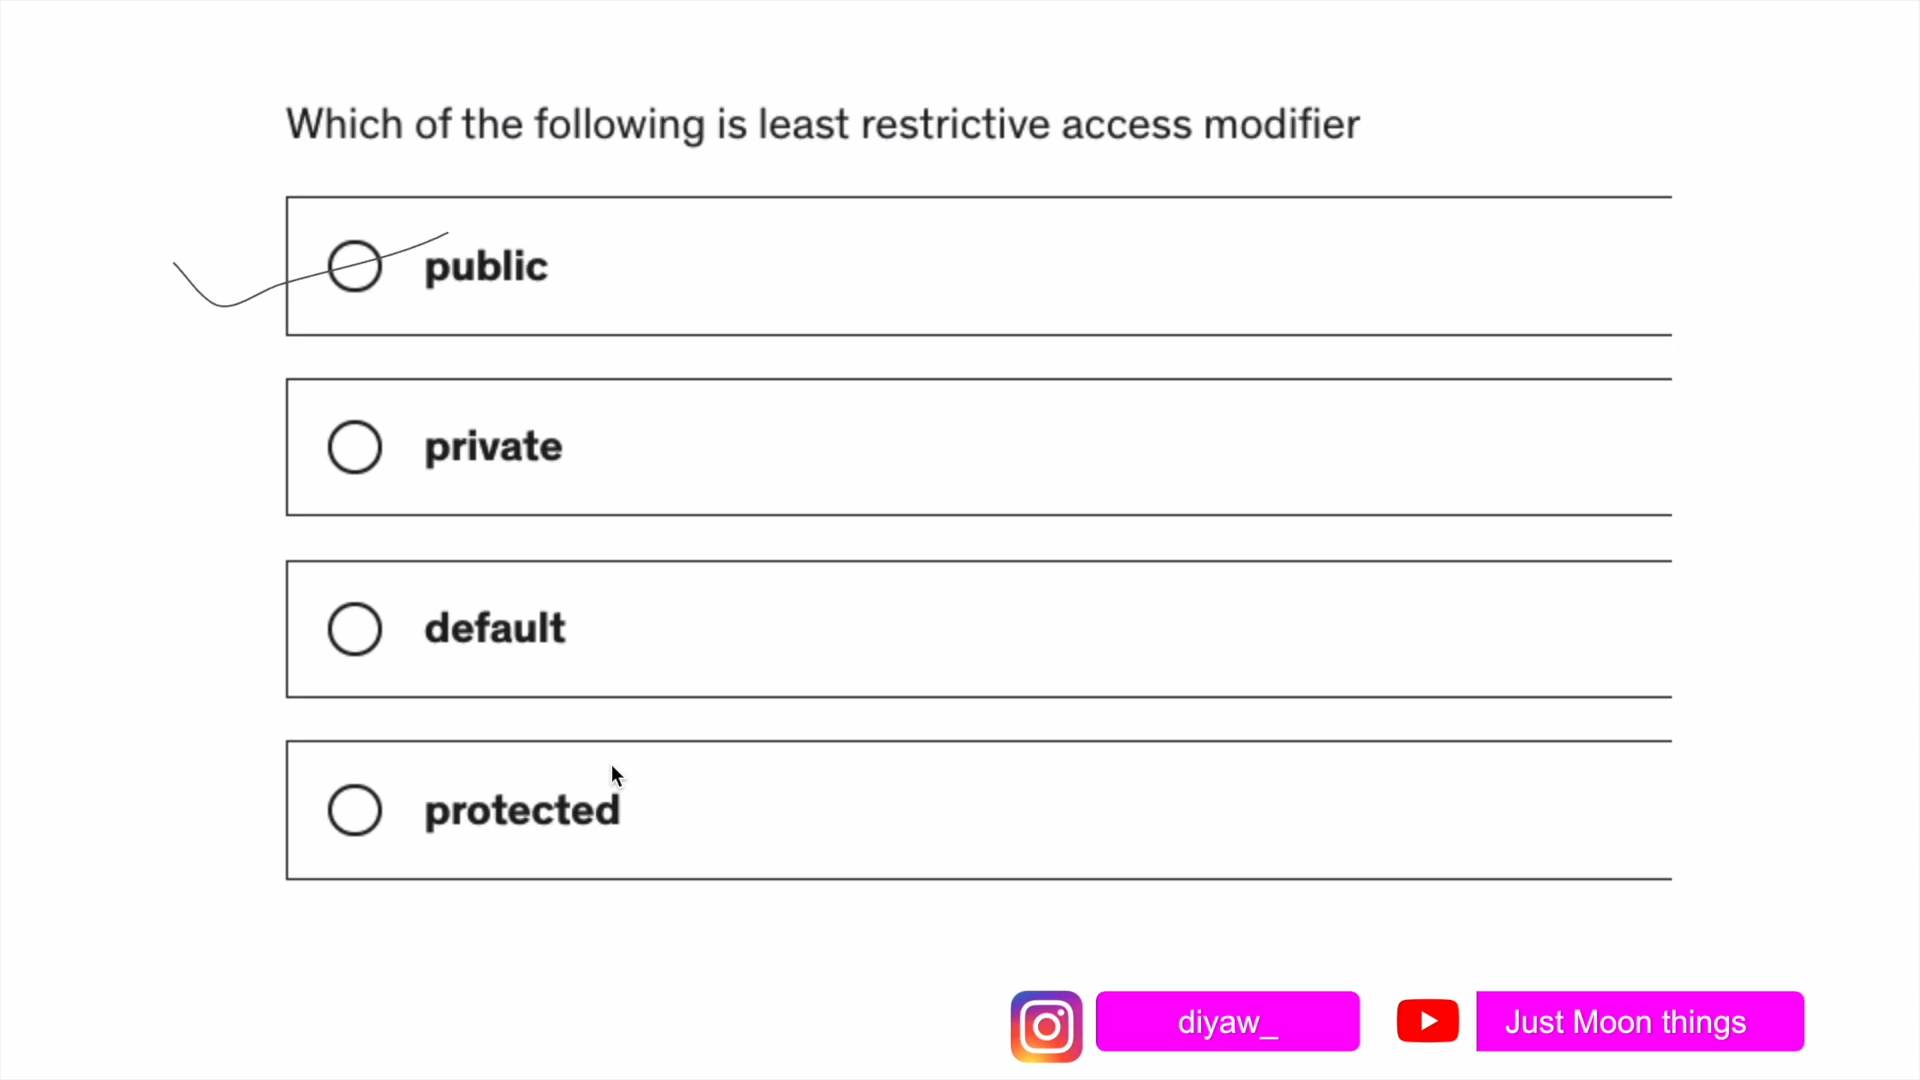 Which of the following is least restrictive access modifier
public
private
default
protected
diyaw_
Just Moon things